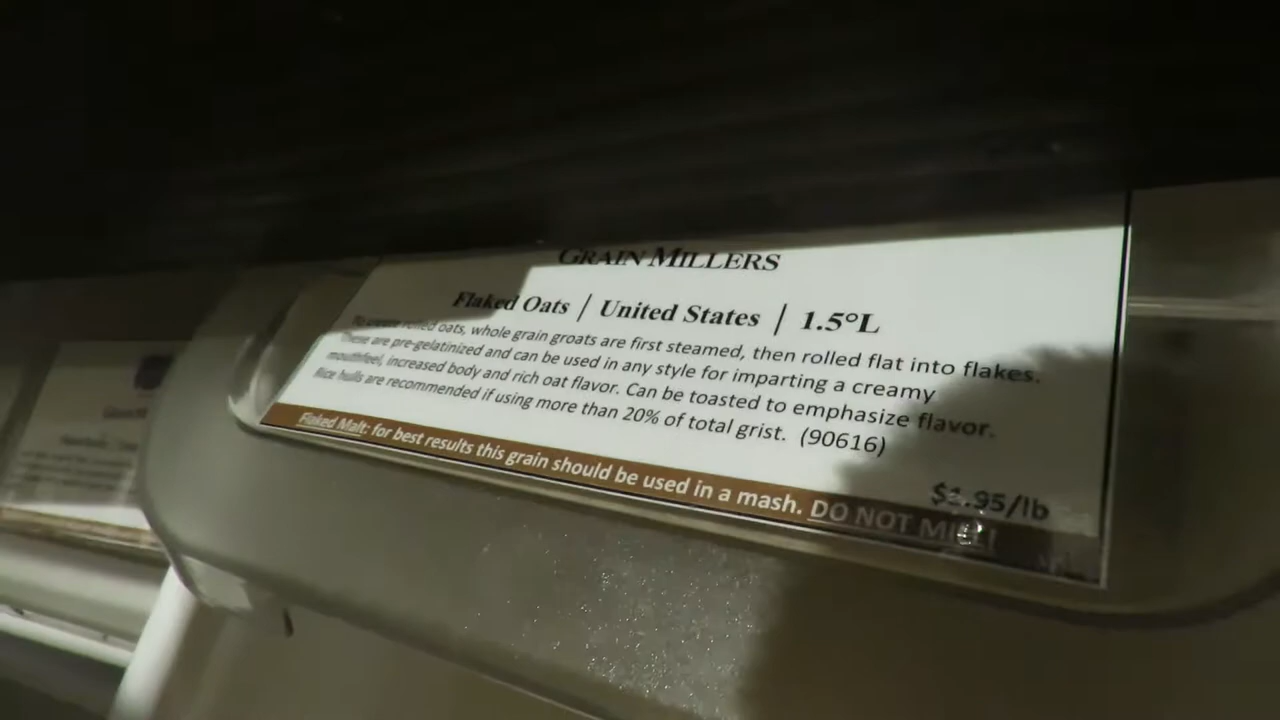 GRAIN MILLERS
Flaked Oats | United States | 1.5°L
To create rolled oats, whole grain groats are first steamed, then rolled flat into flakes.
These are pre-gelatinized and can be used in any style for imparting a creamy
mouthfeel, increased body and rich oat flavor. Can be toasted to emphasize flavor.
Rice hulls are recommended if using more than 20% of total grist. (90616)
$1.95/lb
Flaked Malt: for best results this grain should be used in a mash. DO NOT MILL!